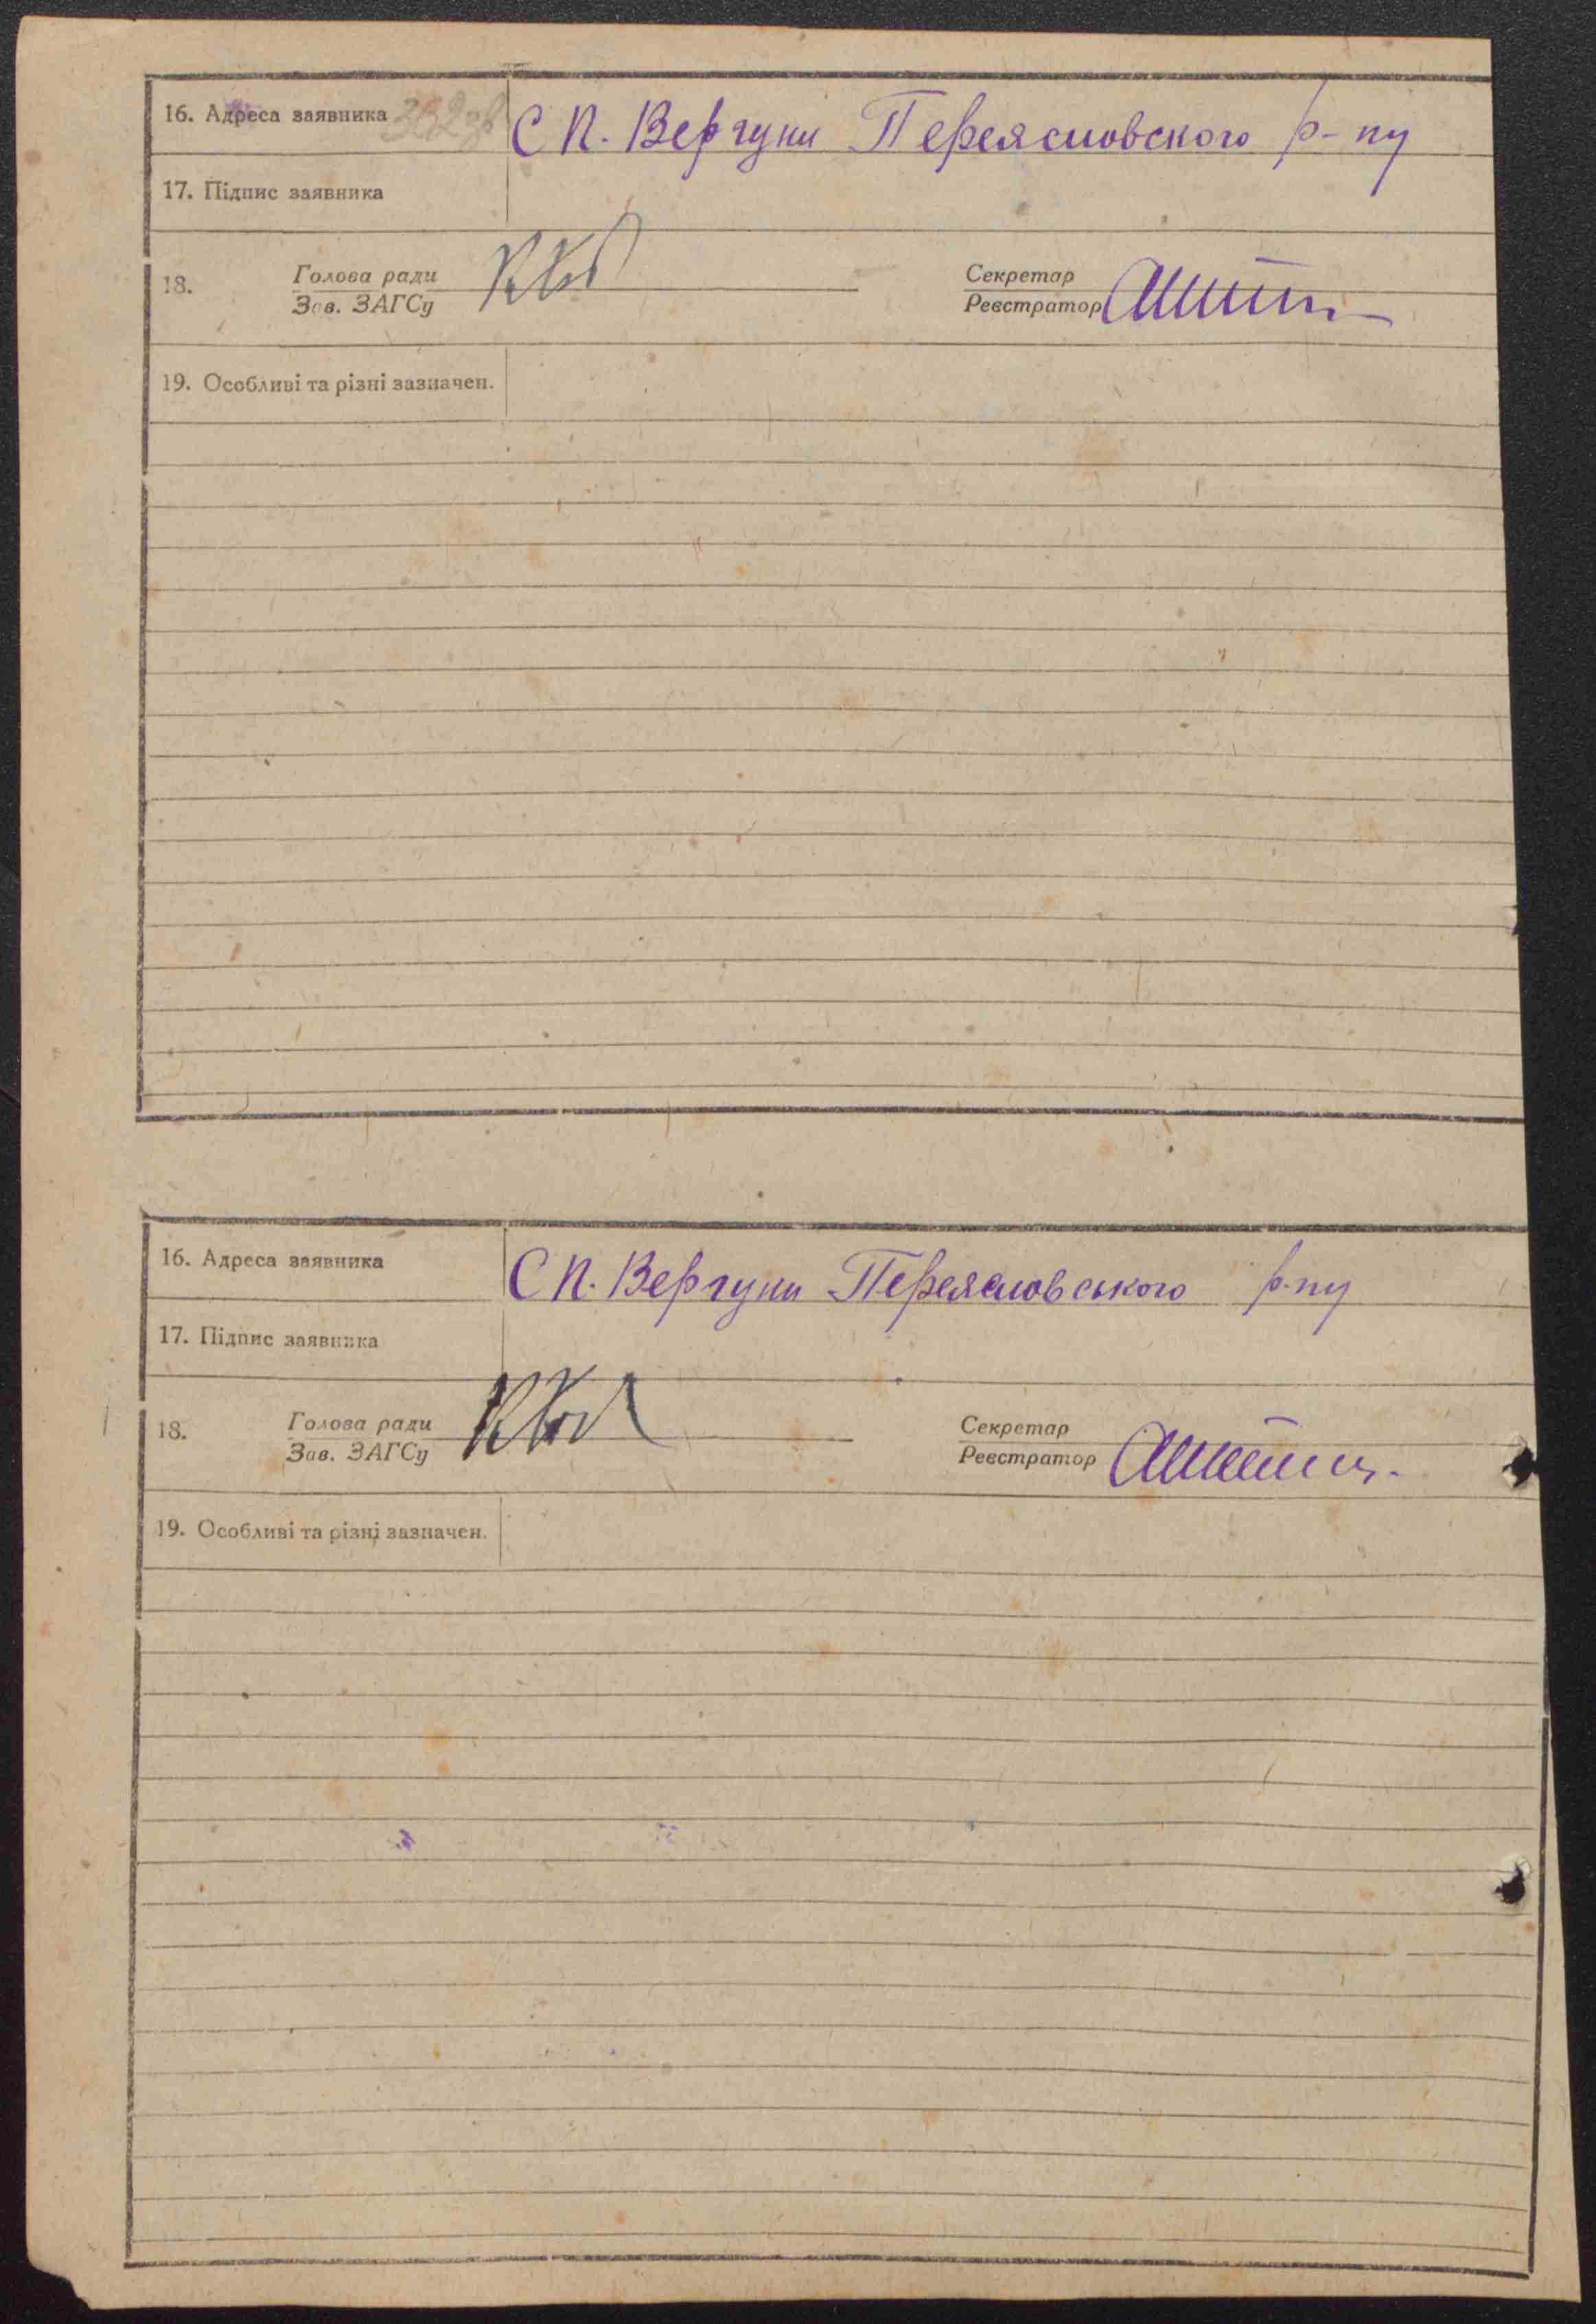 16. Адреса заявника С п. Вергуни Переясловского р-ну
17. Підпис заявника
18. Голова ради Секретар
Зав. ЗАГСу Реєстратор
19. Особливі та різні зазначен.
16. Адреса заявника С п. Вергуни Переясловського р-ну
17. Підпис заявника
18. Голова ради Секретар
Зав. ЗАГСу Реєстратор
19. Особливі та різні зазначен.